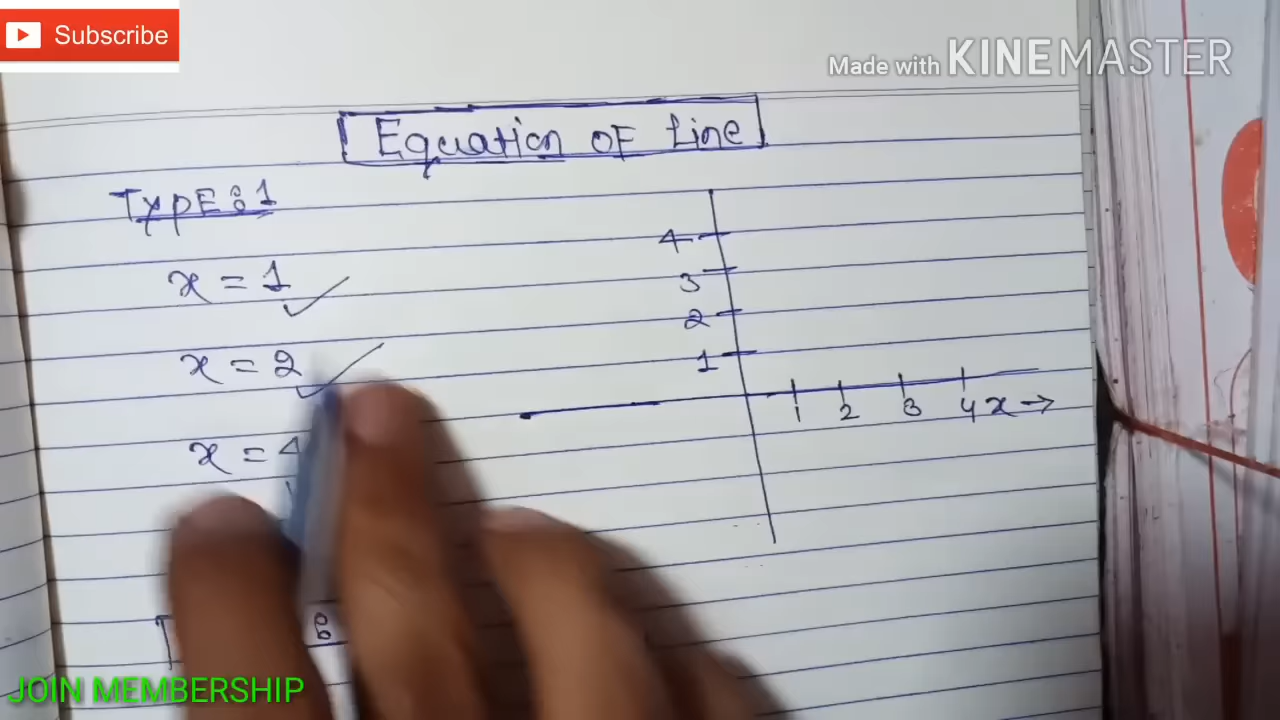 Subscribe
Made with KINEMASTER
Equation OF Line
TypE:1
x = 1
x = 2
x = 4
4
3
2
1
1 2 3 4 x →
JOIN MEMBERSHIP